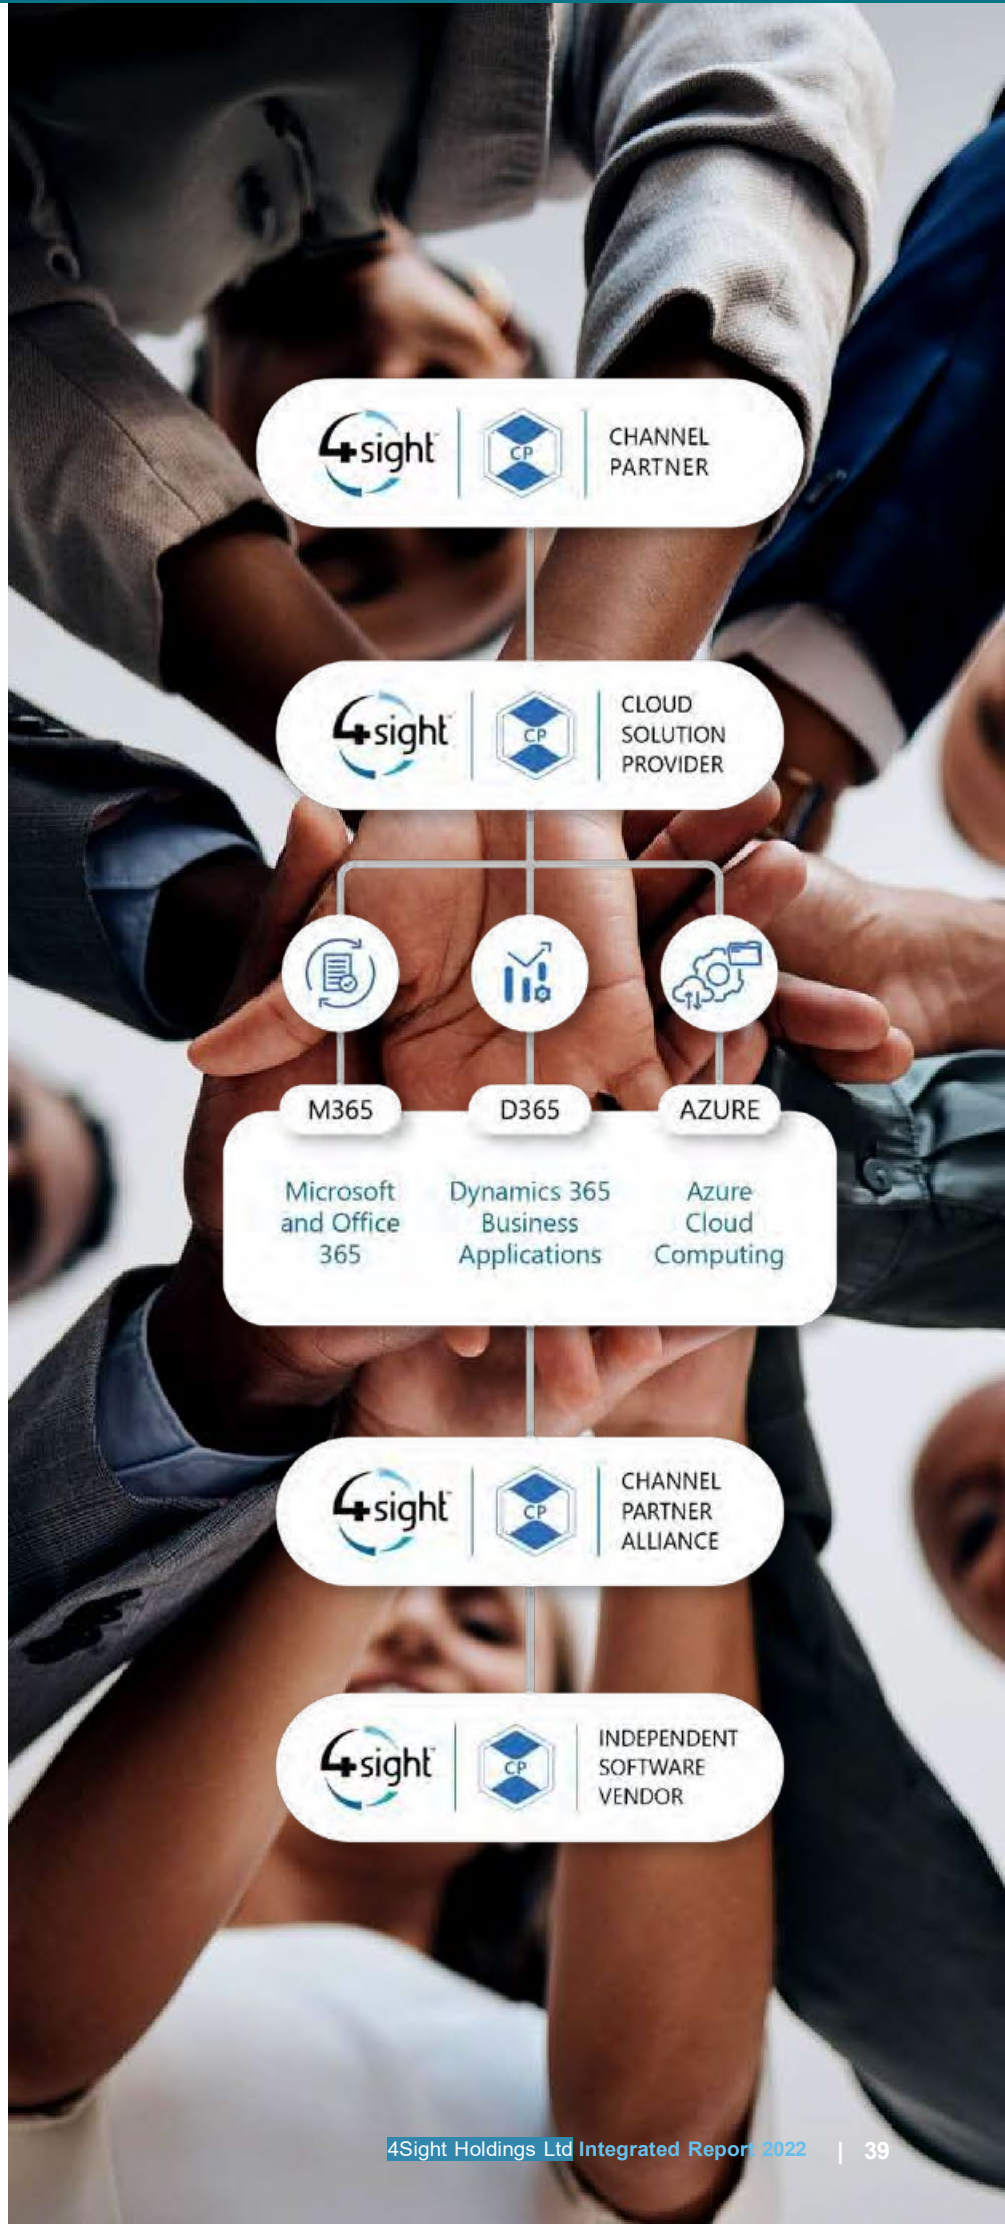 4sight
CP
CHANNEL
PARTNER
4sight
CP
CLOUD
SOLUTION
PROVIDER
M365
D365
AZURE
Microsoft
and Office
365
Dynamics 365
Business
Applications
Azure
Cloud
Computing
4sight
CP
CHANNEL
PARTNER
ALLIANCE
4sight
CP
INDEPENDENT
SOFTWARE
VENDOR
4Sight Holdings Ltd Integrated Report 2022 | 39